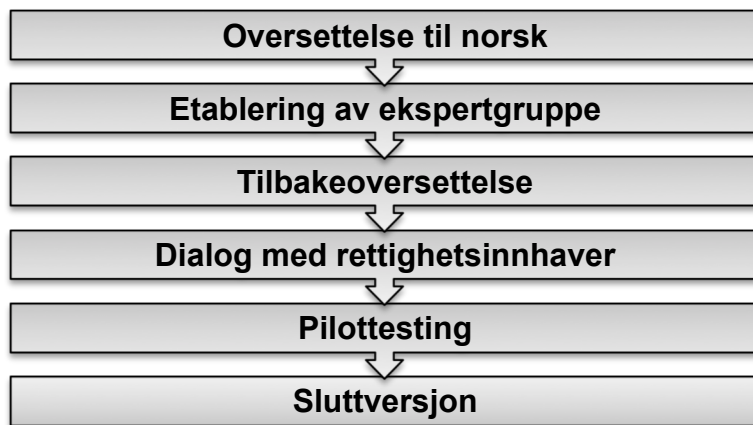 Oversettelse til norsk
Etablering av ekspertgruppe
Tilbakeoversettelse
Dialog med rettighetsinnhaver
Pilottesting
Sluttversjon